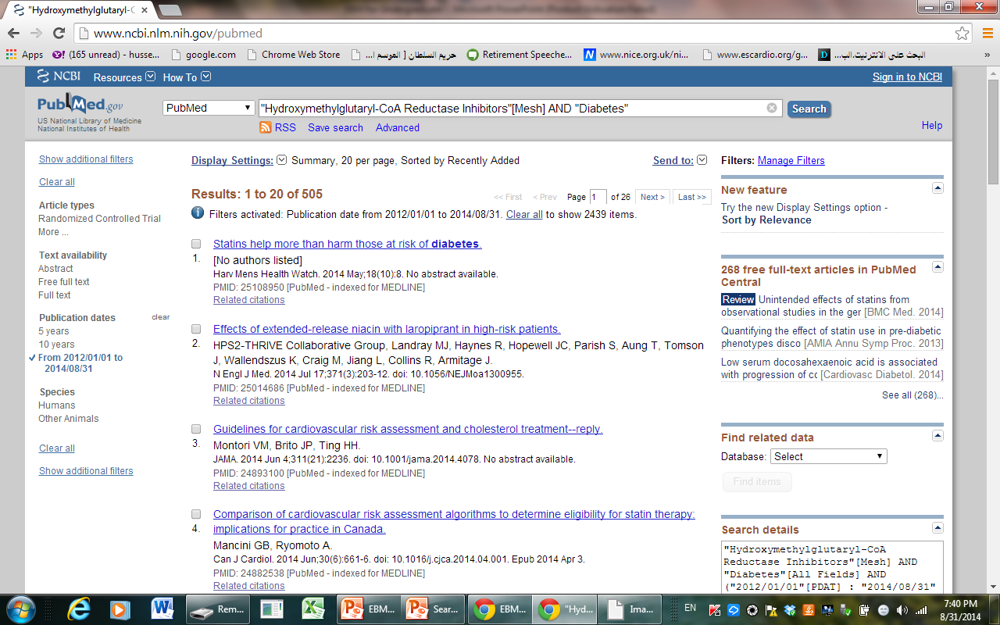 "Hydroxymethylglutaryl-C
www.ncbi.nlm.nih.gov/pubmed
Apps
(165 unread) - husse...
google.com
Chrome Web Store
حريم السلطان [ الموسم ا...
Retirement Speeche...
www.nice.org.uk/ni...
www.escardio.org/g...
البحث على الانترنيت.الب...
»
NCBI Resources How To Sign in to NCBI
PubMed.gov
US National Library of Medicine
National Institutes of Health
PubMed
"Hydroxymethylglutaryl-CoA Reductase Inhibitors"[Mesh] AND "Diabetes"
Search
RSS Save search Advanced
Help
Show additional filters
Clear all
Article types
Randomized Controlled Trial
More ...
Text availability
Abstract
Free full text
Full text
Publication dates clear
5 years
10 years
From 2012/01/01 to
2014/08/31
Species
Humans
Other Animals
Clear all
Show additional filters
Display Settings: Summary, 20 per page, Sorted by Recently Added Send to:
Results: 1 to 20 of 505
<< First < Prev Page 1 of 26 Next > Last >>
Filters activated: Publication date from 2012/01/01 to 2014/08/31. Clear all to show 2439 items.
Statins help more than harm those at risk of diabetes.
1. [No authors listed]
Harv Mens Health Watch. 2014 May;18(10):8. No abstract available.
PMID: 25108950 [PubMed - indexed for MEDLINE]
Related citations
Effects of extended-release niacin with laropiprant in high-risk patients.
2. HPS2-THRIVE Collaborative Group, Landray MJ, Haynes R, Hopewell JC, Parish S, Aung T, Tomson
J, Wallendszus K, Craig M, Jiang L, Collins R, Armitage J.
N Engl J Med. 2014 Jul 17;371(3):203-12. doi: 10.1056/NEJMoa1300955.
PMID: 25014686 [PubMed - indexed for MEDLINE]
Related citations
Guidelines for cardiovascular risk assessment and cholesterol treatment--reply.
3. Montori VM, Brito JP, Ting HH.
JAMA. 2014 Jun 4;311(21):2236. doi: 10.1001/jama.2014.4078. No abstract available.
PMID: 24893100 [PubMed - indexed for MEDLINE]
Related citations
Comparison of cardiovascular risk assessment algorithms to determine eligibility for statin therapy:
4. implications for practice in Canada.
Mancini GB, Ryomoto A.
Can J Cardiol. 2014 Jun;30(6):661-6. doi: 10.1016/j.cjca.2014.04.001. Epub 2014 Apr 3.
PMID: 24882538 [PubMed - indexed for MEDLINE]
Related citations
Filters: Manage Filters
New feature
Try the new Display Settings option -
Sort by Relevance
268 free full-text articles in PubMed
Central
Review Unintended effects of statins from
observational studies in the ger [BMC Med. 2014]
Quantifying the effect of statin use in pre-diabetic
phenotypes disco [AMIA Annu Symp Proc. 2013]
Low serum docosahexaenoic acid is associated
with progression of cc [Cardiovasc Diabetol. 2014]
See all (268)...
Find related data
Database: Select
Find items
Search details
"Hydroxymethylglutaryl-CoA
Reductase Inhibitors"[Mesh] AND
"Diabetes"[All Fields] AND
("2012/01/01"[PDAT] : "2014/08/31"
Rem...
EBM...
Sear...
EBM...
"Hyd...
Ima...
EN
7:40 PM
8/31/2014